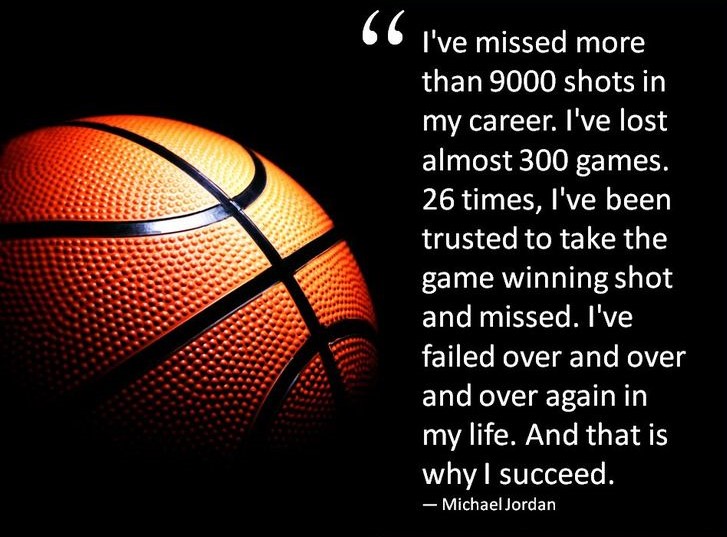 “ I've missed more
than 9000 shots in
my career. I've lost
almost 300 games.
26 times, I've been
trusted to take the
game winning shot
and missed. I've
failed over and over
and over again in
my life. And that is
why I succeed.
— Michael Jordan